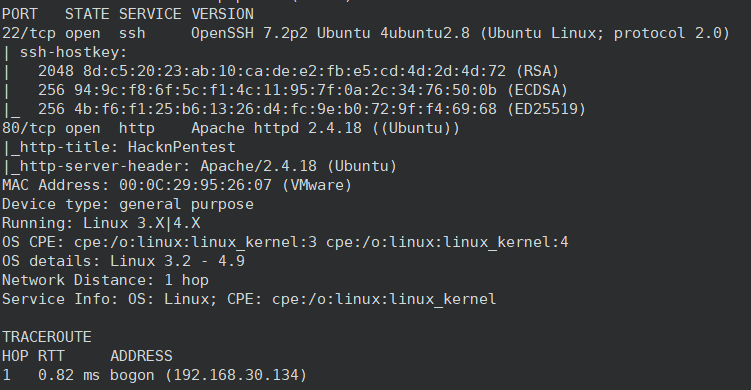 PORT   STATE SERVICE VERSION
22/tcp open  ssh     OpenSSH 7.2p2 Ubuntu 4ubuntu2.8 (Ubuntu Linux; protocol 2.0)
| ssh-hostkey:
|   2048 8d:c5:20:23:ab:10:ca:de:e2:fb:e5:cd:4d:2d:4d:72 (RSA)
|   256 94:9c:f8:6f:5c:f1:4c:11:95:7f:0a:2c:34:76:50:0b (ECDSA)
|_  256 4b:f6:f1:25:b6:13:26:d4:fc:9e:b0:72:9f:f4:69:68 (ED25519)
80/tcp open  http    Apache httpd 2.4.18 ((Ubuntu))
|_http-title: HacknPentest
|_http-server-header: Apache/2.4.18 (Ubuntu)
MAC Address: 00:0C:29:95:26:07 (VMware)
Device type: general purpose
Running: Linux 3.X|4.X
OS CPE: cpe:/o:linux:linux_kernel:3 cpe:/o:linux:linux_kernel:4
OS details: Linux 3.2 - 4.9
Network Distance: 1 hop
Service Info: OS: Linux; CPE: cpe:/o:linux:linux_kernel
TRACEROUTE
HOP RTT     ADDRESS
1   0.82 ms bogon (192.168.30.134)